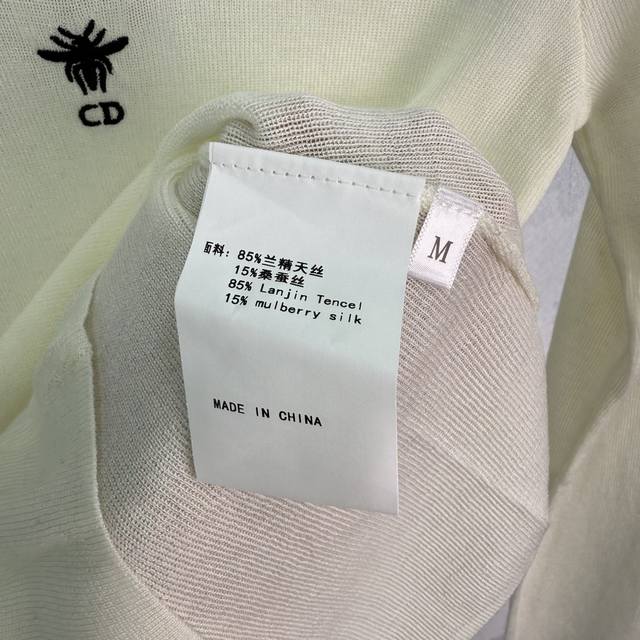 CD
面料: 85%兰精天丝
15%桑蚕丝
85% Lanjin Tencel
15% mulberry silk
MADE IN CHINA
M